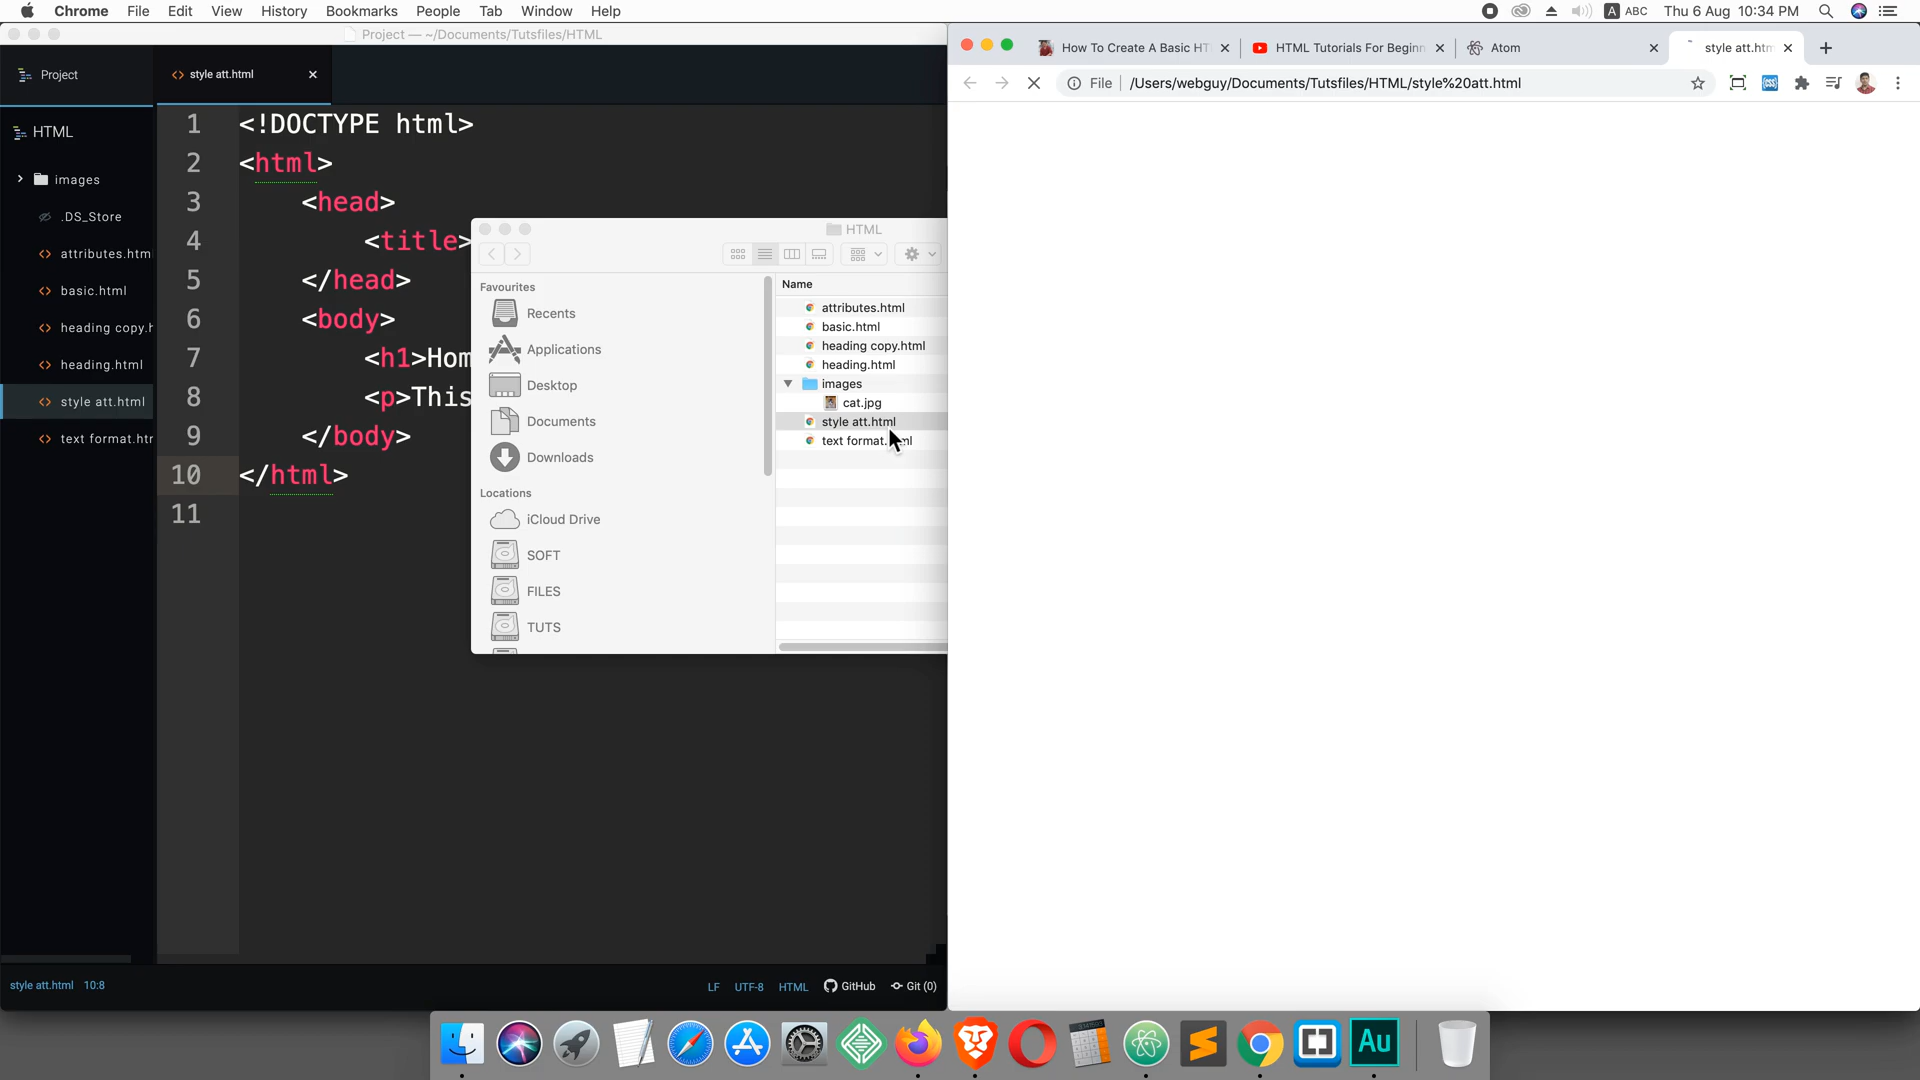 Chrome File Edit View History Bookmarks People Tab Window Help
A ABC Thu 6 Aug 10:34 PM
Project — ~/Documents/Tutsfiles/HTML
Project
style att.html
HTML
images
.DS_Store
attributes.htm
basic.html
heading copy.h
heading.html
style att.html
text format.htm
1 <!DOCTYPE html>
2 <html>
3 <head>
4 <title>
5 </head>
6 <body>
7 <h1>Hom
8 <p>This
9 </body>
10 </html>
11
style att.html 10:8
LF UTF-8 HTML GitHub Git (0)
HTML
Favourites
Recents
Applications
Desktop
Documents
Downloads
Locations
iCloud Drive
SOFT
FILES
TUTS
Name
attributes.html
basic.html
heading copy.html
heading.html
images
cat.jpg
style att.html
text format.html
How To Create A Basic HT
HTML Tutorials For Beginn
Atom
style att.htm
File /Users/webguy/Documents/Tutsfiles/HTML/style%20att.html
CSS
Au